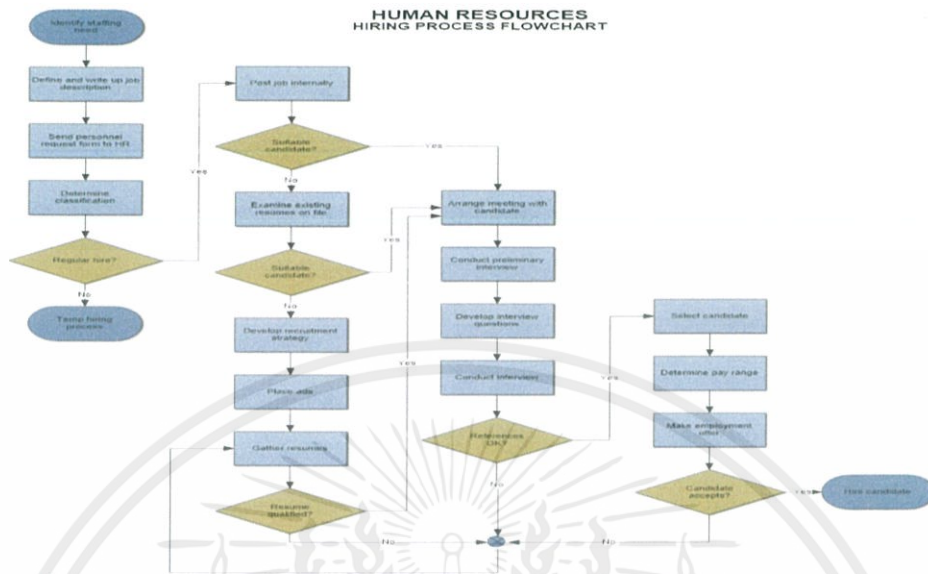 HUMAN RESOURCES
HIRING PROCESS FLOWCHART
Identify staffing
need
Define and write up job
description
Send personnel
request form to HR
Determine
classification
Regular hire?
Yes
No
Temp hiring
process
Post job internally
Suitable
candidate?
Yes
No
Examine existing
resumes on file
Suitable
candidate?
Yes
No
Develop recruitment
strategy
Place ads
Gather resumes
Resume
qualified?
Yes
No
Arrange meeting with
candidate
Conduct preliminary
interview
Develop interview
questions
Conduct interview
References
OK?
Yes
No
Select candidate
Determine pay range
Make employment
offer
Candidate
accepts?
Yes
No
Hire candidate